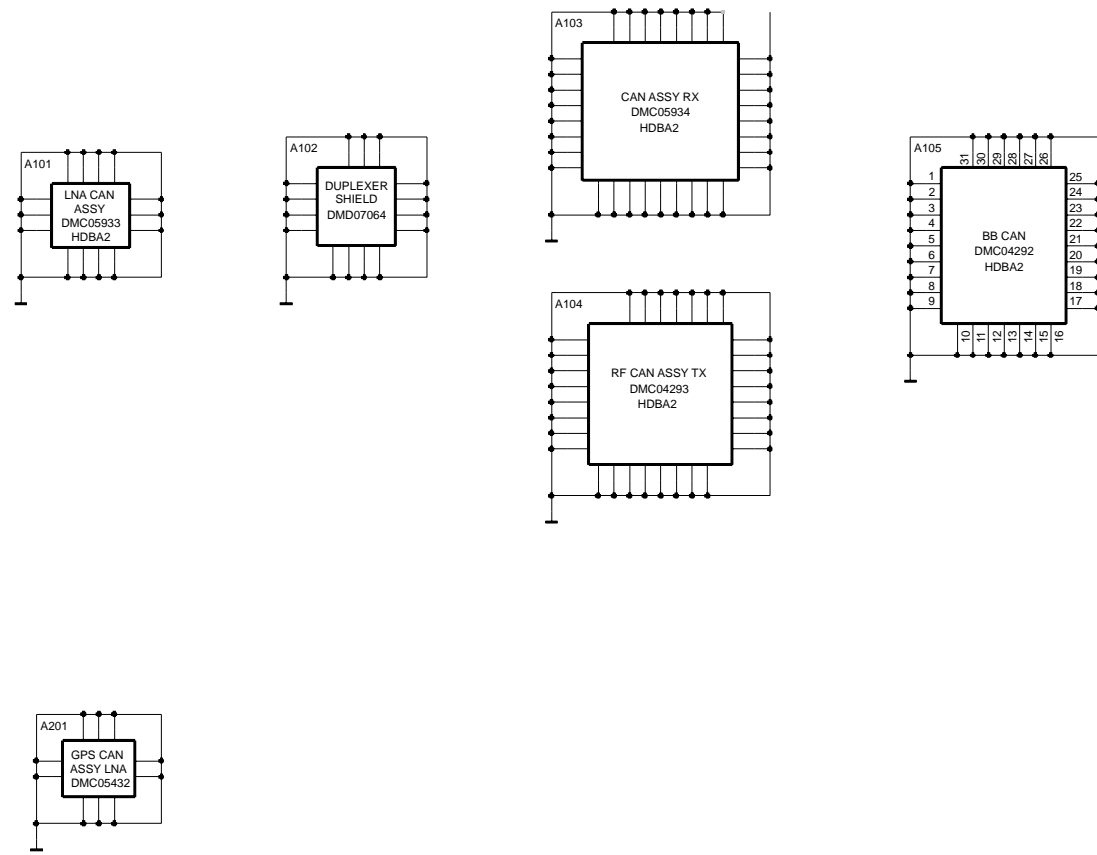 A101
LNA CAN
ASSY
DMC05933
HDBA2
A102
DUPLEXER
SHIELD
DMD07064
A103
CAN ASSY RX
DMC05934
HDBA2
A104
RF CAN ASSY TX
DMC04293
HDBA2
A105
31 30 29 28 27 26
1 25
2 24
3 23
4 22
5 21
6 20
7 19
8 18
9 17
BB CAN
DMC04292
HDBA2
10 11 12 13 14 15 16
A201
GPS CAN
ASSY LNA
DMC05432